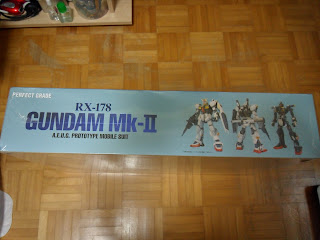 PERFECT GRADE
RX-178
GUNDAM Mk-II
A.E.U.G. PROTOTYPE MOBILE SUIT